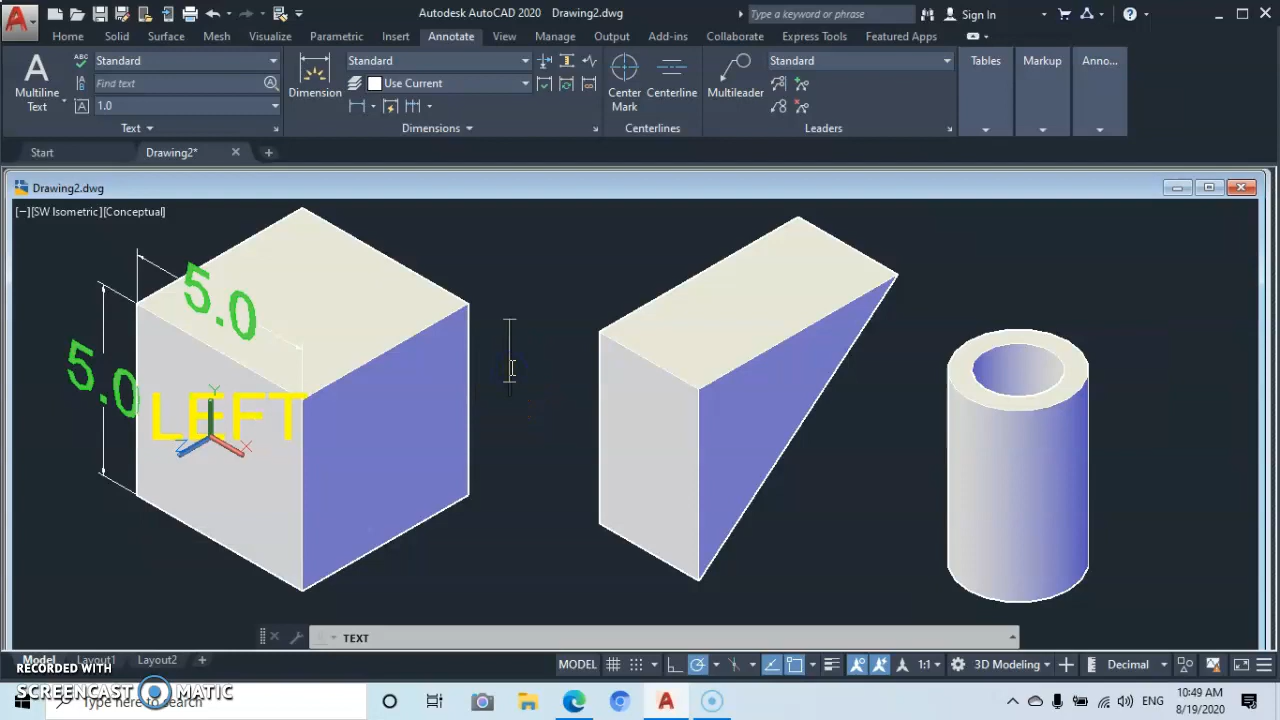 Autodesk AutoCAD 2020 Drawing2.dwg
Type a keyword or phrase
Sign In
Home Solid Surface Mesh Visualize Parametric Insert Annotate View Manage Output Add-ins Collaborate Express Tools Featured Apps
Multiline
Text
Standard
Find text
1.0
Text
Dimension
Standard
Use Current
Dimensions
Center
Mark
Centerline
Centerlines
Multileader
Standard
Leaders
Tables
Markup
Anno...
Start
Drawing2*
Drawing2.dwg
[−][SW Isometric][Conceptual]
5.0
5.0
LEFT
Y
Z
X
TEXT
Model Layout1 Layout2
MODEL
1:1
3D Modeling
Decimal
RECORDED WITH
SCREENCAST MATIC
Type here to search
ENG
10:49 AM
8/19/2020